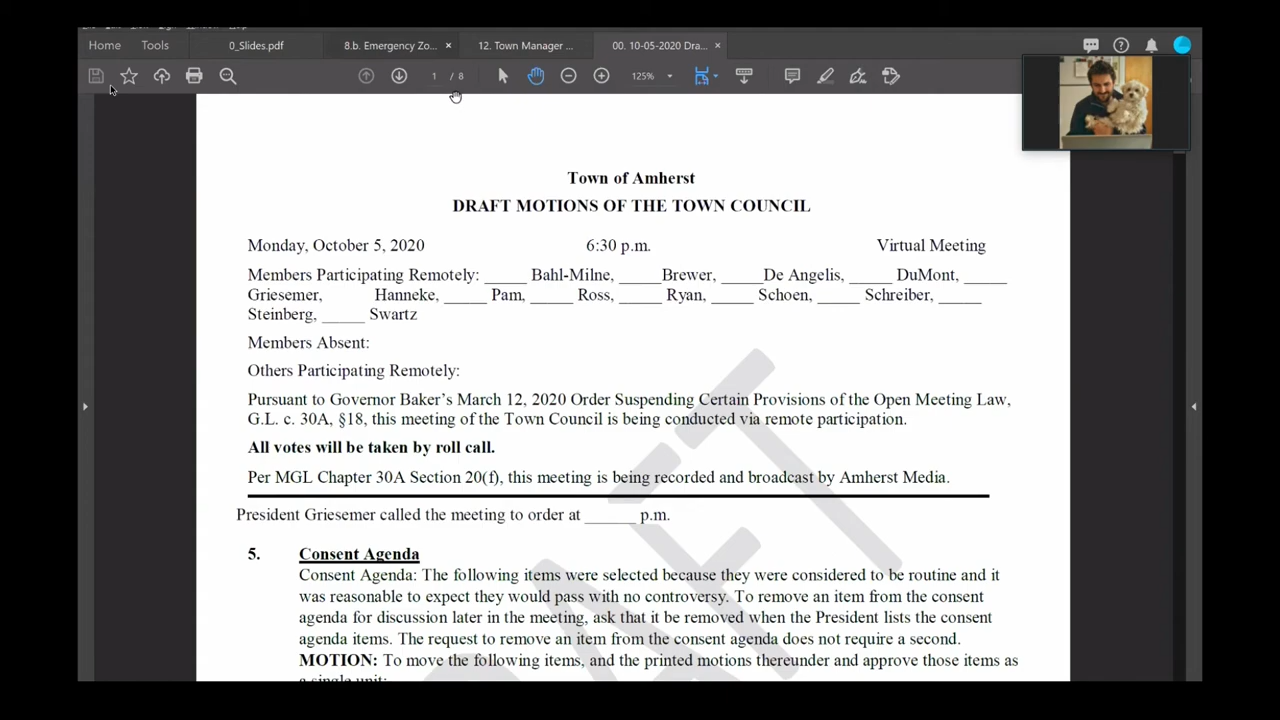 Home Tools 0_Slides.pdf 8.b. Emergency Zo... × 12. Town Manager ... 00. 10-05-2020 Dra... ×
1 / 8 125%
Town of Amherst
DRAFT MOTIONS OF THE TOWN COUNCIL
Monday, October 5, 2020 6:30 p.m. Virtual Meeting
Members Participating Remotely: _____ Bahl-Milne, _____Brewer, _____De Angelis, _____ DuMont, _____
Griesemer, Hanneke, _____ Pam, _____ Ross, _____ Ryan, _____ Schoen, _____ Schreiber, _____
Steinberg, _____ Swartz
Members Absent:
Others Participating Remotely:
Pursuant to Governor Baker's March 12, 2020 Order Suspending Certain Provisions of the Open Meeting Law,
G.L. c. 30A, §18, this meeting of the Town Council is being conducted via remote participation.
All votes will be taken by roll call.
Per MGL Chapter 30A Section 20(f), this meeting is being recorded and broadcast by Amherst Media.
President Griesemer called the meeting to order at ______ p.m.
5. Consent Agenda
Consent Agenda: The following items were selected because they were considered to be routine and it
was reasonable to expect they would pass with no controversy. To remove an item from the consent
agenda for discussion later in the meeting, ask that it be removed when the President lists the consent
agenda items. The request to remove an item from the consent agenda does not require a second.
MOTION: To move the following items, and the printed motions thereunder and approve those items as
a single unit:
DRAFT